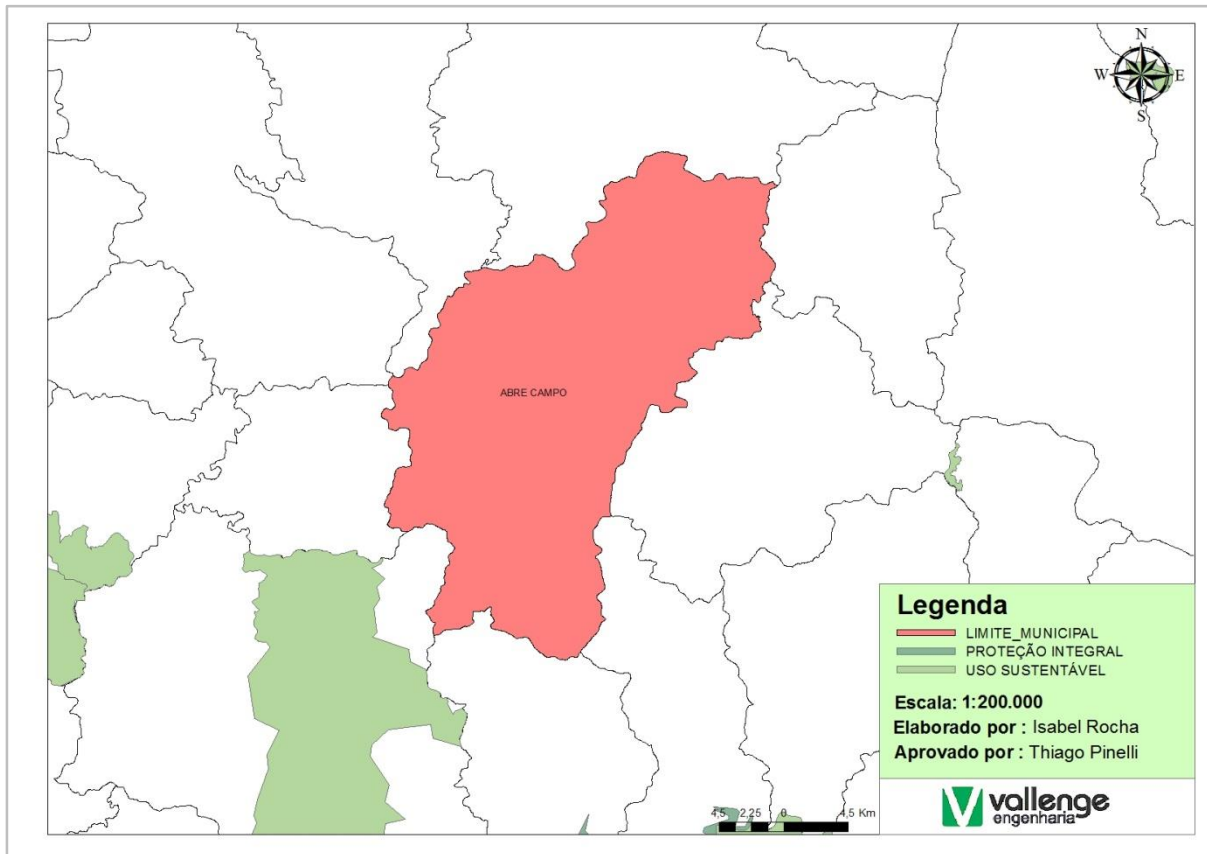 N
W E
S
ABRE CAMPO
Legenda
LIMITE_MUNICIPAL
PROTEÇÃO INTEGRAL
USO SUSTENTÁVEL
Escala: 1:200.000
Elaborado por : Isabel Rocha
Aprovado por : Thiago Pinelli
vallenge
engenharia
4,5 2,25 0 4,5 Km